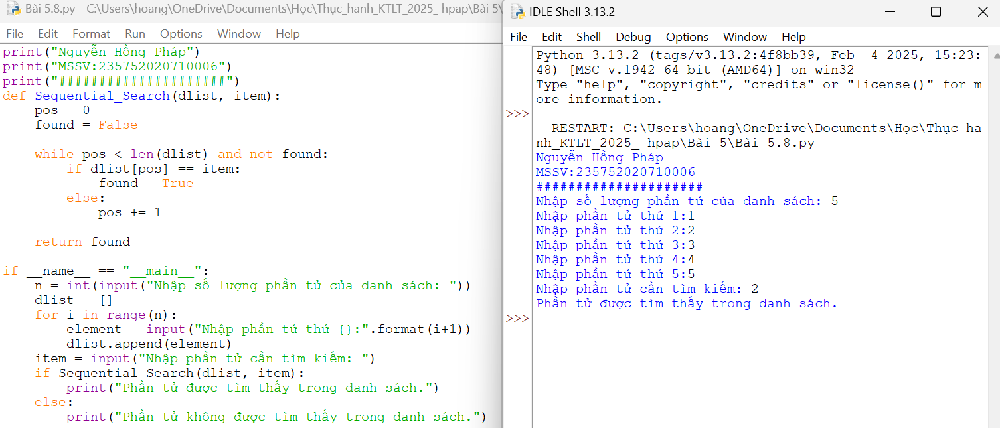 Bài 5.8.py - C:\Users\hoang\OneDrive\Documents\Học\Thục_hanh_KTLT_2025_ hpap\Bài 5\
File Edit Format Run Options Window Help
print("Nguyễn Hồng Pháp")
print("MSSV:235752020710006")
print("#####################")
def Sequential_Search(dlist, item):
    pos = 0
    found = False

    while pos < len(dlist) and not found:
        if dlist[pos] == item:
            found = True
        else:
            pos += 1

    return found

if __name__ == "__main__":
    n = int(input("Nhập số lượng phần tử của danh sách: "))
    dlist = []
    for i in range(n):
        element = input("Nhập phần tử thứ {}:".format(i+1))
        dlist.append(element)
    item = input("Nhập phần tử cần tìm kiếm: ")
    if Sequential_Search(dlist, item):
        print("Phần tử được tìm thấy trong danh sách.")
    else:
        print("Phần tử không được tìm thấy trong danh sách.")
IDLE Shell 3.13.2
File Edit Shell Debug Options Window Help
Python 3.13.2 (tags/v3.13.2:4f8bb39, Feb  4 2025, 15:23:
48) [MSC v.1942 64 bit (AMD64)] on win32
Type "help", "copyright", "credits" or "license()" for m
ore information.
>>>
= RESTART: C:\Users\hoang\OneDrive\Documents\Học\Thục_ha
nh_KTLT_2025_ hpap\Bài 5\Bài 5.8.py
Nguyễn Hồng Pháp
MSSV:235752020710006
#####################
Nhập số lượng phần tử của danh sách: 5
Nhập phần tử thứ 1:1
Nhập phần tử thứ 2:2
Nhập phần tử thứ 3:3
Nhập phần tử thứ 4:4
Nhập phần tử thứ 5:5
Nhập phần tử cần tìm kiếm: 2
Phần tử được tìm thấy trong danh sách.
>>>